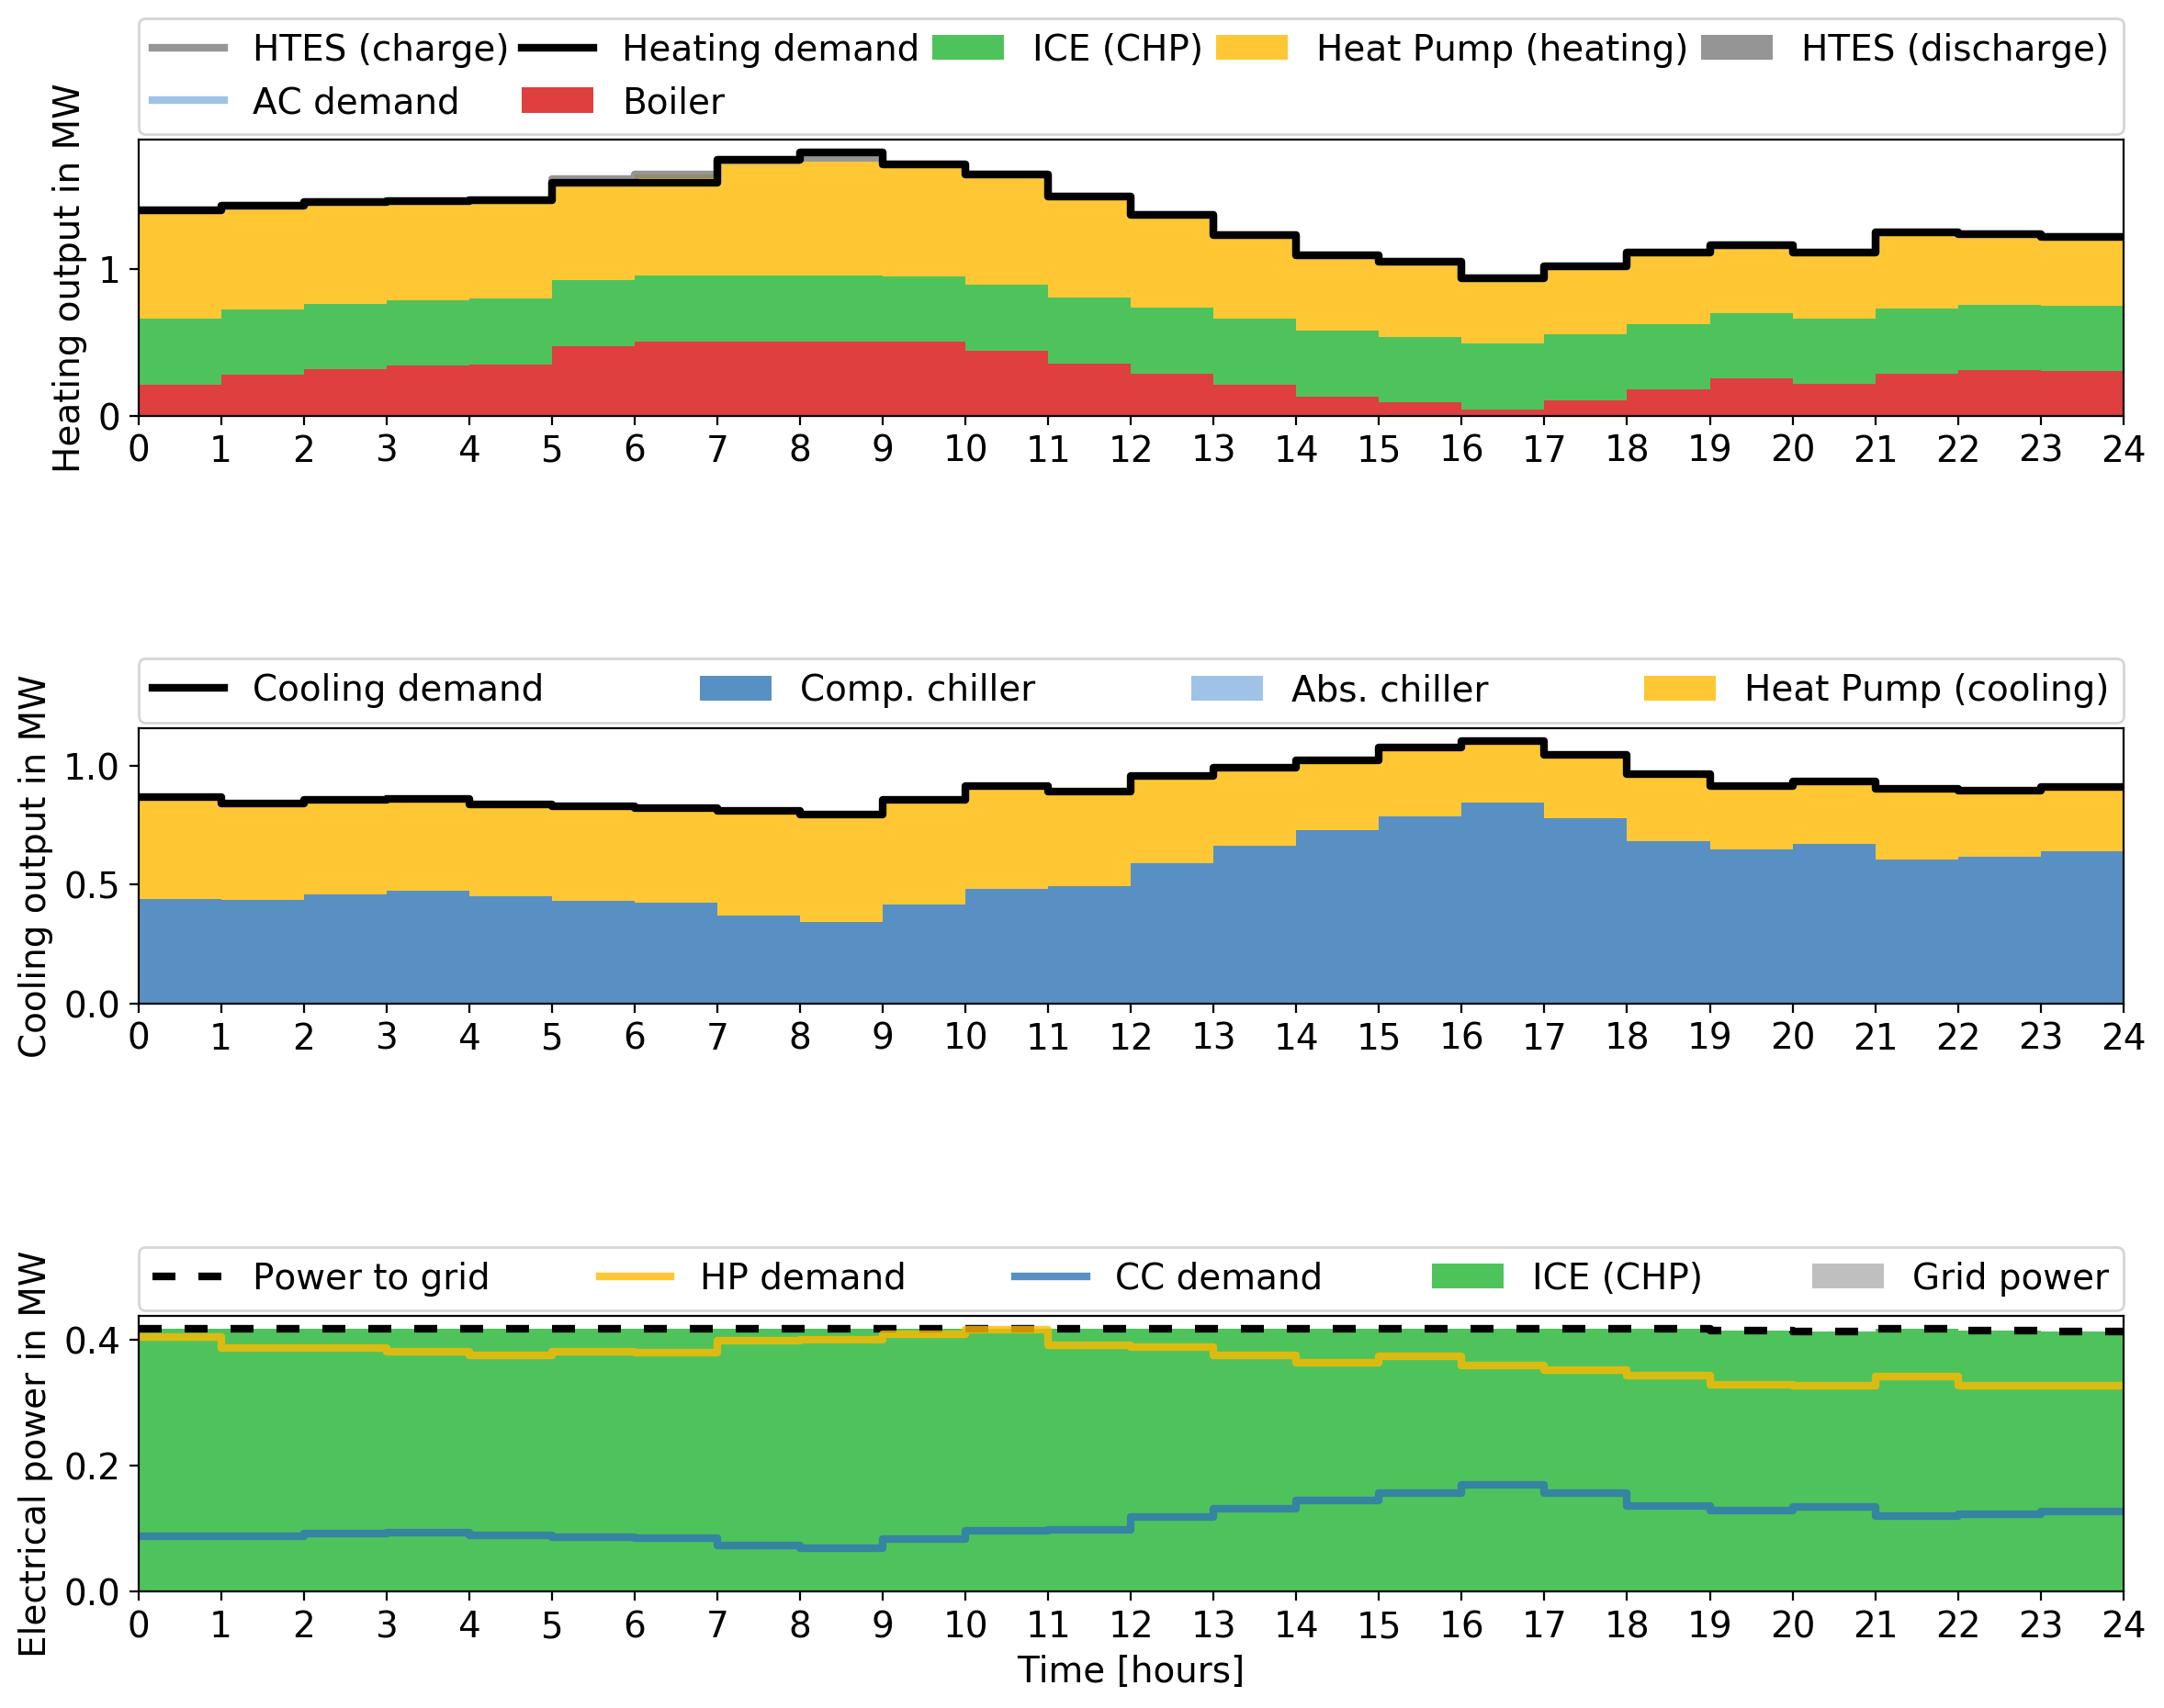 HTES (charge) Heating demand ICE (CHP) Heat Pump (heating) HTES (discharge)
AC demand Boiler
Heating output in MW
1
0
0 1 2 3 4 5 6 7 8 9 10 11 12 13 14 15 16 17 18 19 20 21 22 23 24
Cooling demand Comp. chiller Abs. chiller Heat Pump (cooling)
Cooling output in MW
1.0
0.5
0.0
0 1 2 3 4 5 6 7 8 9 10 11 12 13 14 15 16 17 18 19 20 21 22 23 24
Power to grid HP demand CC demand ICE (CHP) Grid power
Electrical power in MW
0.4
0.2
0.0
0 1 2 3 4 5 6 7 8 9 10 11 12 13 14 15 16 17 18 19 20 21 22 23 24
Time [hours]